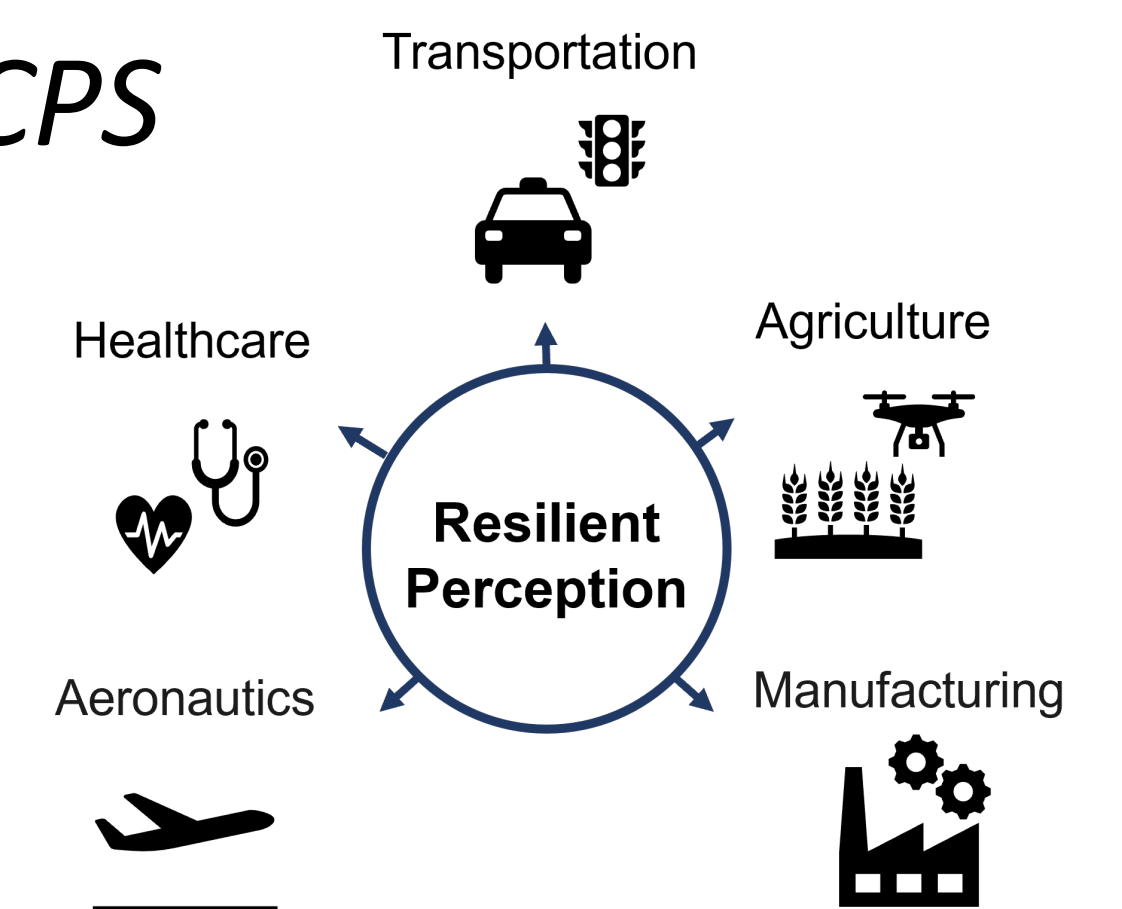 CPS
Transportation
Healthcare
Agriculture
Resilient
Perception
Aeronautics
Manufacturing